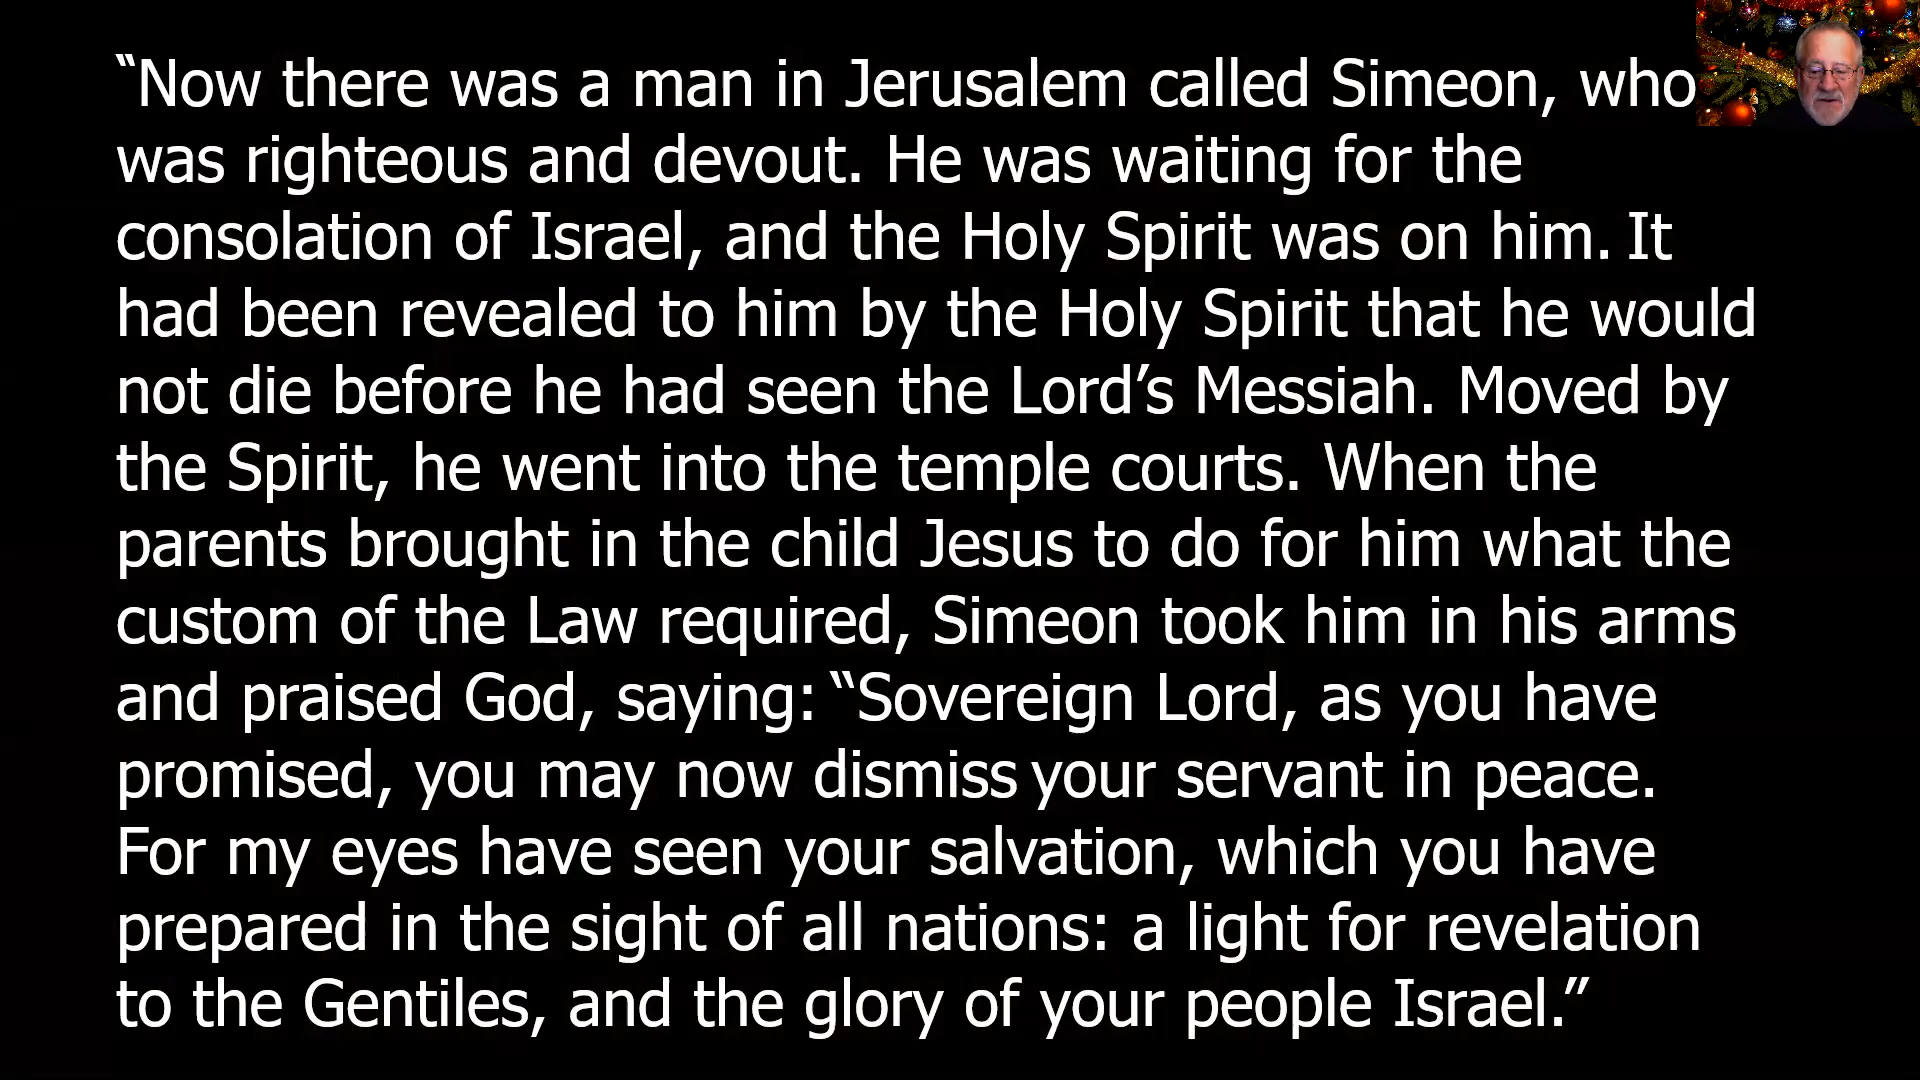 “Now there was a man in Jerusalem called Simeon, who
was righteous and devout. He was waiting for the
consolation of Israel, and the Holy Spirit was on him. It
had been revealed to him by the Holy Spirit that he would
not die before he had seen the Lord’s Messiah. Moved by
the Spirit, he went into the temple courts. When the
parents brought in the child Jesus to do for him what the
custom of the Law required, Simeon took him in his arms
and praised God, saying: “Sovereign Lord, as you have
promised, you may now dismiss your servant in peace.
For my eyes have seen your salvation, which you have
prepared in the sight of all nations: a light for revelation
to the Gentiles, and the glory of your people Israel.”